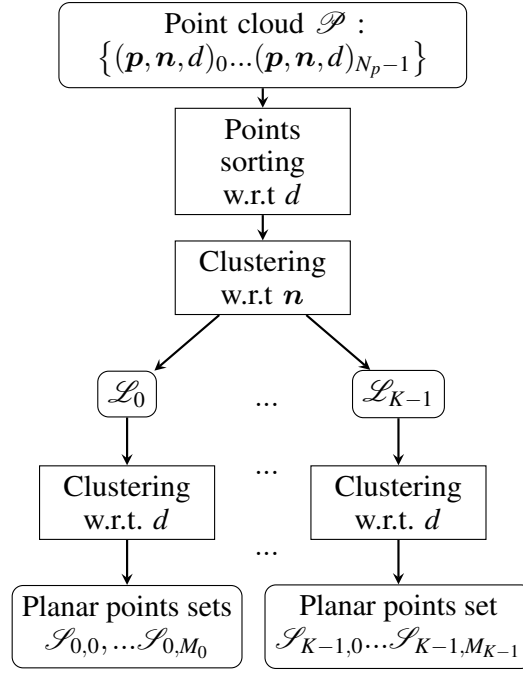 Point cloud 𝒫 :
{(p, n, d)₀...(p, n, d)_{N_p−1}}
Points
sorting
w.r.t d
Clustering
w.r.t n
ℒ₀ ... ℒ_{K−1}
...
Clustering Clustering
w.r.t. d w.r.t. d
...
Planar points sets Planar points set
𝒮_{0,0}, ...𝒮_{0,M₀} 𝒮_{K−1,0}...𝒮_{K−1,M_{K−1}}